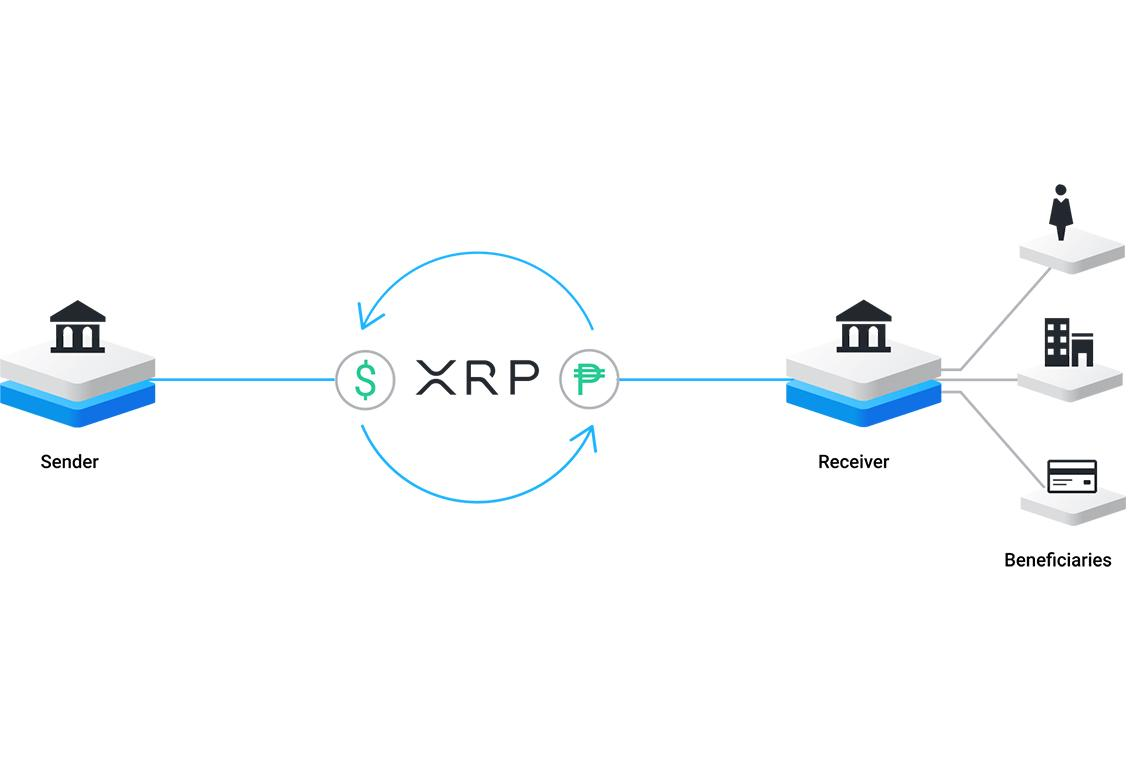 $ XRP ₱
Sender
Receiver
Beneficiaries